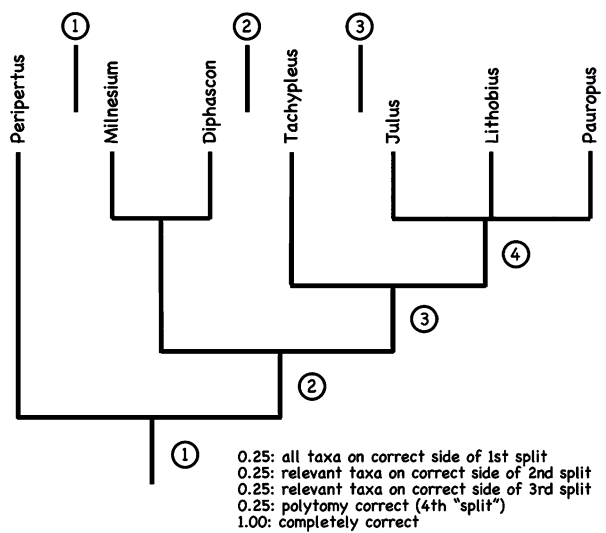 ① ② ③
Peripertus Milnesium Diphascon Tachypleus Julus Lithobius Pauropus
④
③
②
①
0.25: all taxa on correct side of 1st split
0.25: relevant taxa on correct side of 2nd split
0.25: relevant taxa on correct side of 3rd split
0.25: polytomy correct (4th "split")
1.00: completely correct